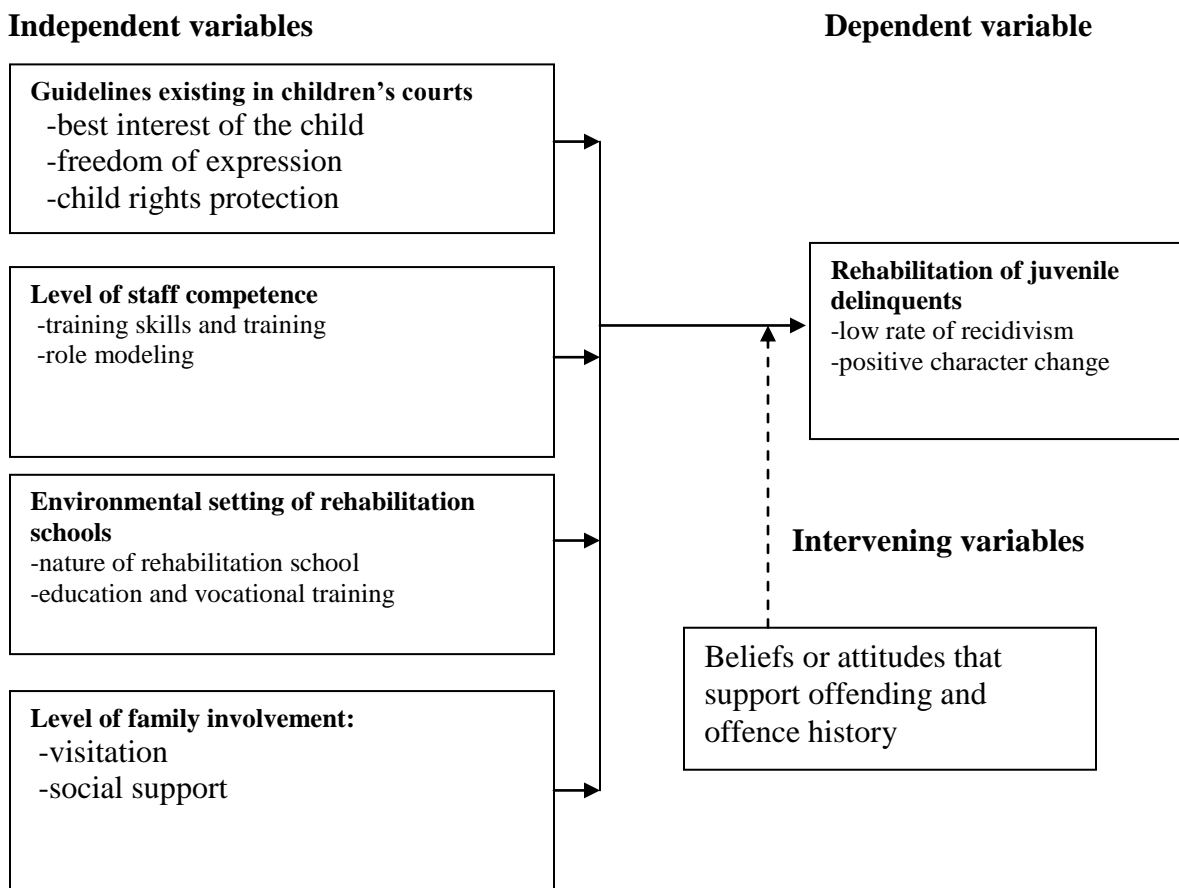 Independent variables
Dependent variable
Guidelines existing in children's courts
-best interest of the child
-freedom of expression
-child rights protection
Level of staff competence
-training skills and training
-role modeling
Environmental setting of rehabilitation
schools
-nature of rehabilitation school
-education and vocational training
Level of family involvement:
-visitation
-social support
Rehabilitation of juvenile
delinquents
-low rate of recidivism
-positive character change
Intervening variables
Beliefs or attitudes that
support offending and
offence history